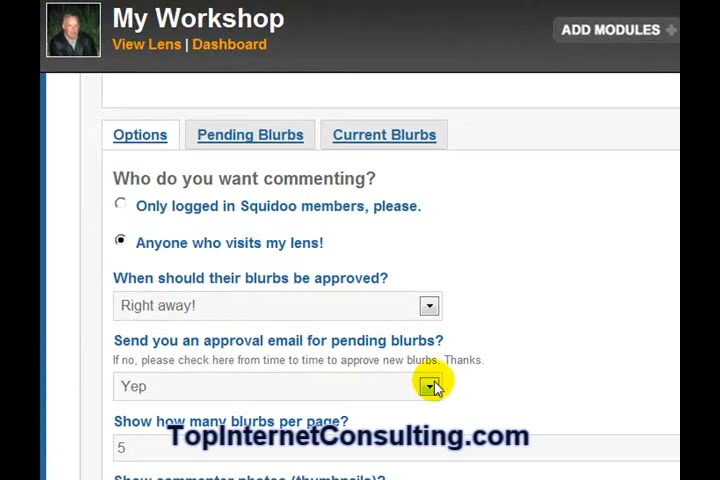 My Workshop
View Lens | Dashboard
ADD MODULES
Options
Pending Blurbs
Current Blurbs
Who do you want commenting?
Only logged in Squidoo members, please.
Anyone who visits my lens!
When should their blurbs be approved?
Right away!
Send you an approval email for pending blurbs?
If no, please check here from time to time to approve new blurbs. Thanks.
Yep
Show how many blurbs per page?
TopInternetConsulting.com
5
Show commenter photos (thumbnails)?